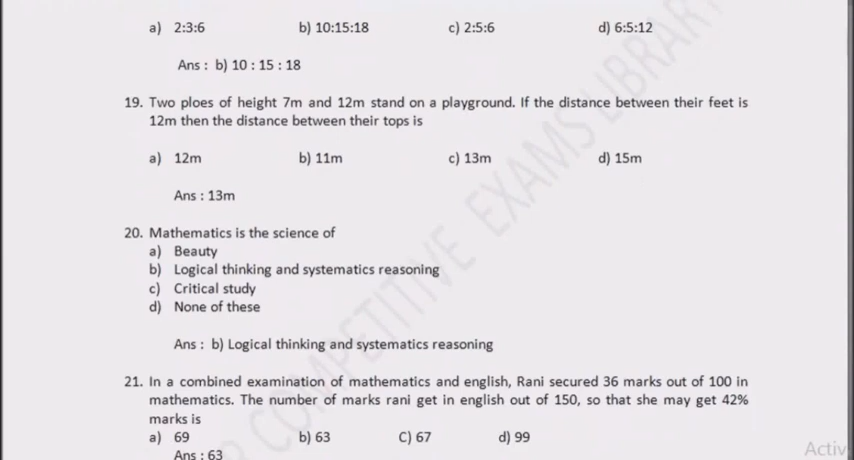 a) 2:3:6 b) 10:15:18 c) 2:5:6 d) 6:5:12
Ans : b) 10 : 15 : 18
19. Two ploes of height 7m and 12m stand on a playground. If the distance between their feet is
12m then the distance between their tops is
a) 12m b) 11m c) 13m d) 15m
Ans : 13m
20. Mathematics is the science of
a) Beauty
b) Logical thinking and systematics reasoning
c) Critical study
d) None of these
Ans : b) Logical thinking and systematics reasoning
21. In a combined examination of mathematics and english, Rani secured 36 marks out of 100 in
mathematics. The number of marks rani get in english out of 150, so that she may get 42%
marks is
a) 69 b) 63 C) 67 d) 99
Ans : 63
COMPETITIVE EXAMS LIBRARY
Activ